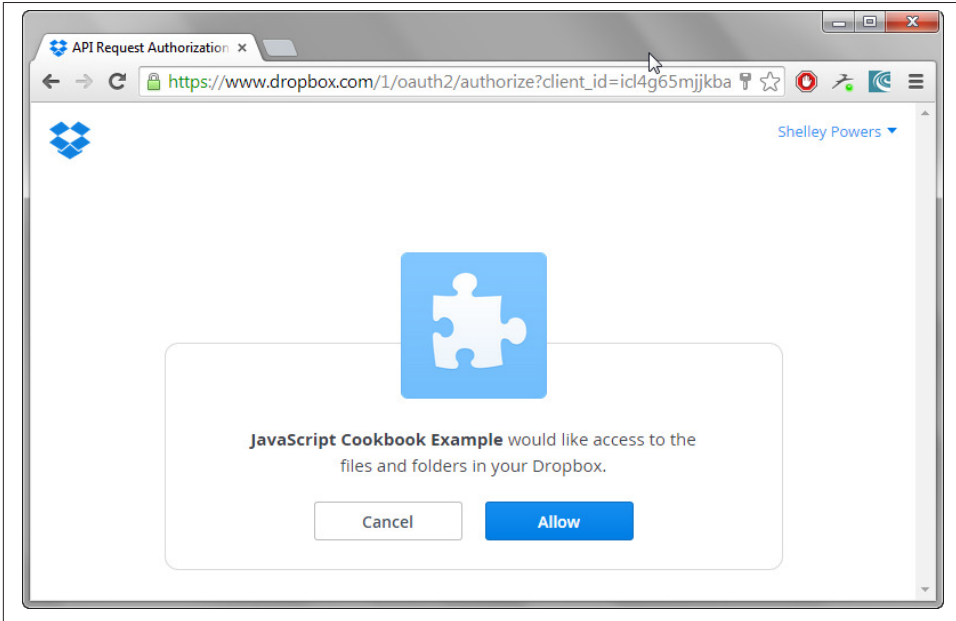 API Request Authorization
https://www.dropbox.com/1/oauth2/authorize?client_id=icl4g65mjjkba
Shelley Powers
JavaScript Cookbook Example would like access to the
files and folders in your Dropbox.
Cancel
Allow